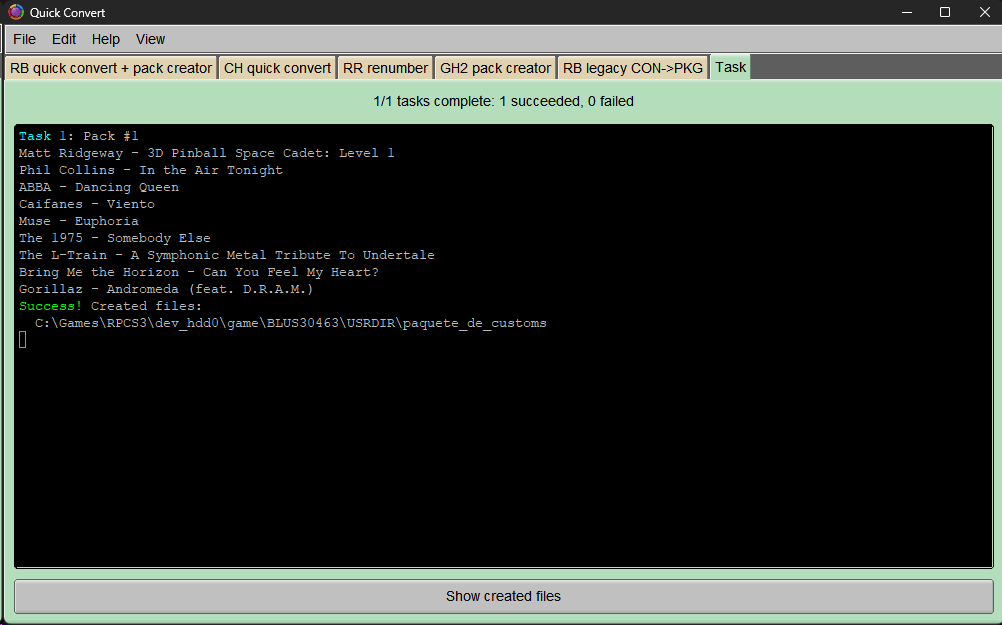 Quick Convert
File Edit Help View
RB quick convert + pack creator CH quick convert RR renumber GH2 pack creator RB legacy CON->PKG Task
1/1 tasks complete: 1 succeeded, 0 failed
Task 1: Pack #1
Matt Ridgeway - 3D Pinball Space Cadet: Level 1
Phil Collins - In the Air Tonight
ABBA - Dancing Queen
Caifanes - Viento
Muse - Euphoria
The 1975 - Somebody Else
The L-Train - A Symphonic Metal Tribute To Undertale
Bring Me the Horizon - Can You Feel My Heart?
Gorillaz - Andromeda (feat. D.R.A.M.)
Success! Created files:
C:\Games\RPCS3\dev_hdd0\game\BLUS30463\USRDIR\paquete_de_customs
Show created files